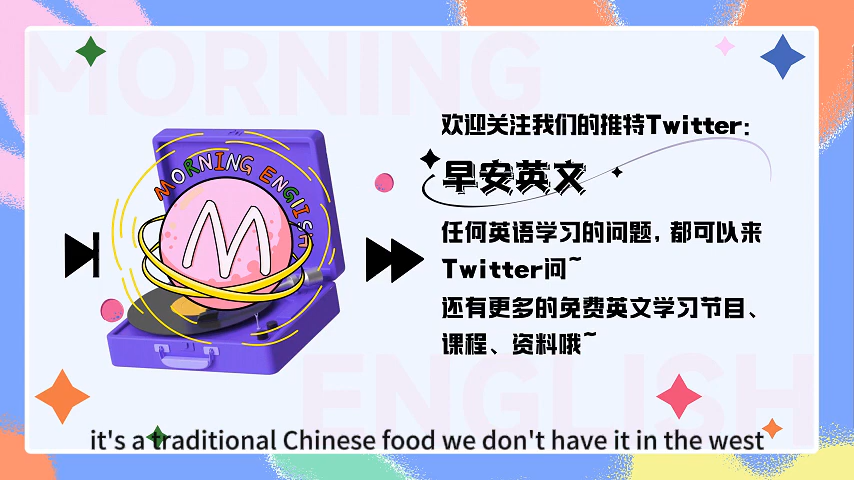 MORNING
欢迎关注我们的推特Twitter:
MORNING ENGlISH
早安英文
M
任何英语学习的问题,都可以来
Twitter问~
还有更多的免费英文学习节目、
课程、资料哦~
ENGLISH
it's a traditional Chinese food we don't have it in the west